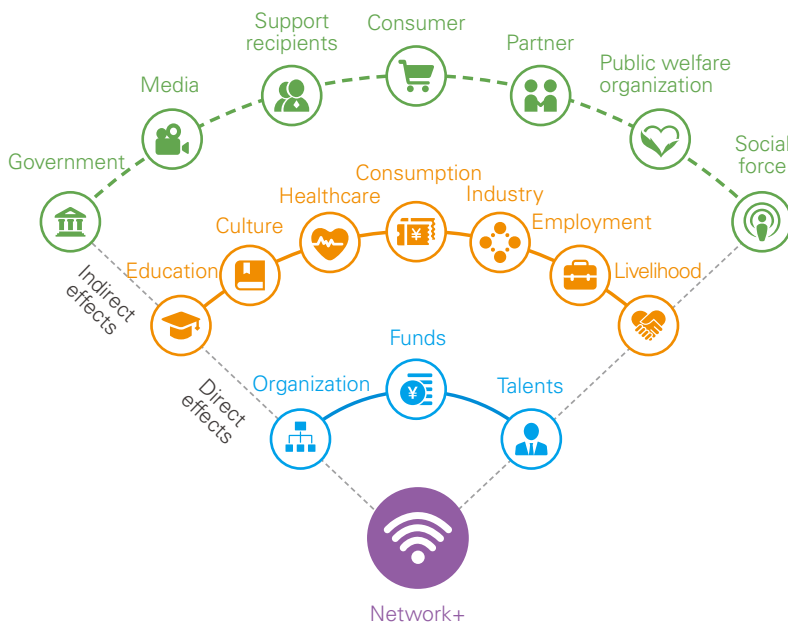 Support
recipients
Consumer
Partner
Media
Public welfare
organization
Government
Social
force
Consumption
Healthcare
Industry
Culture
Employment
Education
Livelihood
Indirect
effects
Funds
Direct
effects
Organization
Talents
¥
¥
Network+